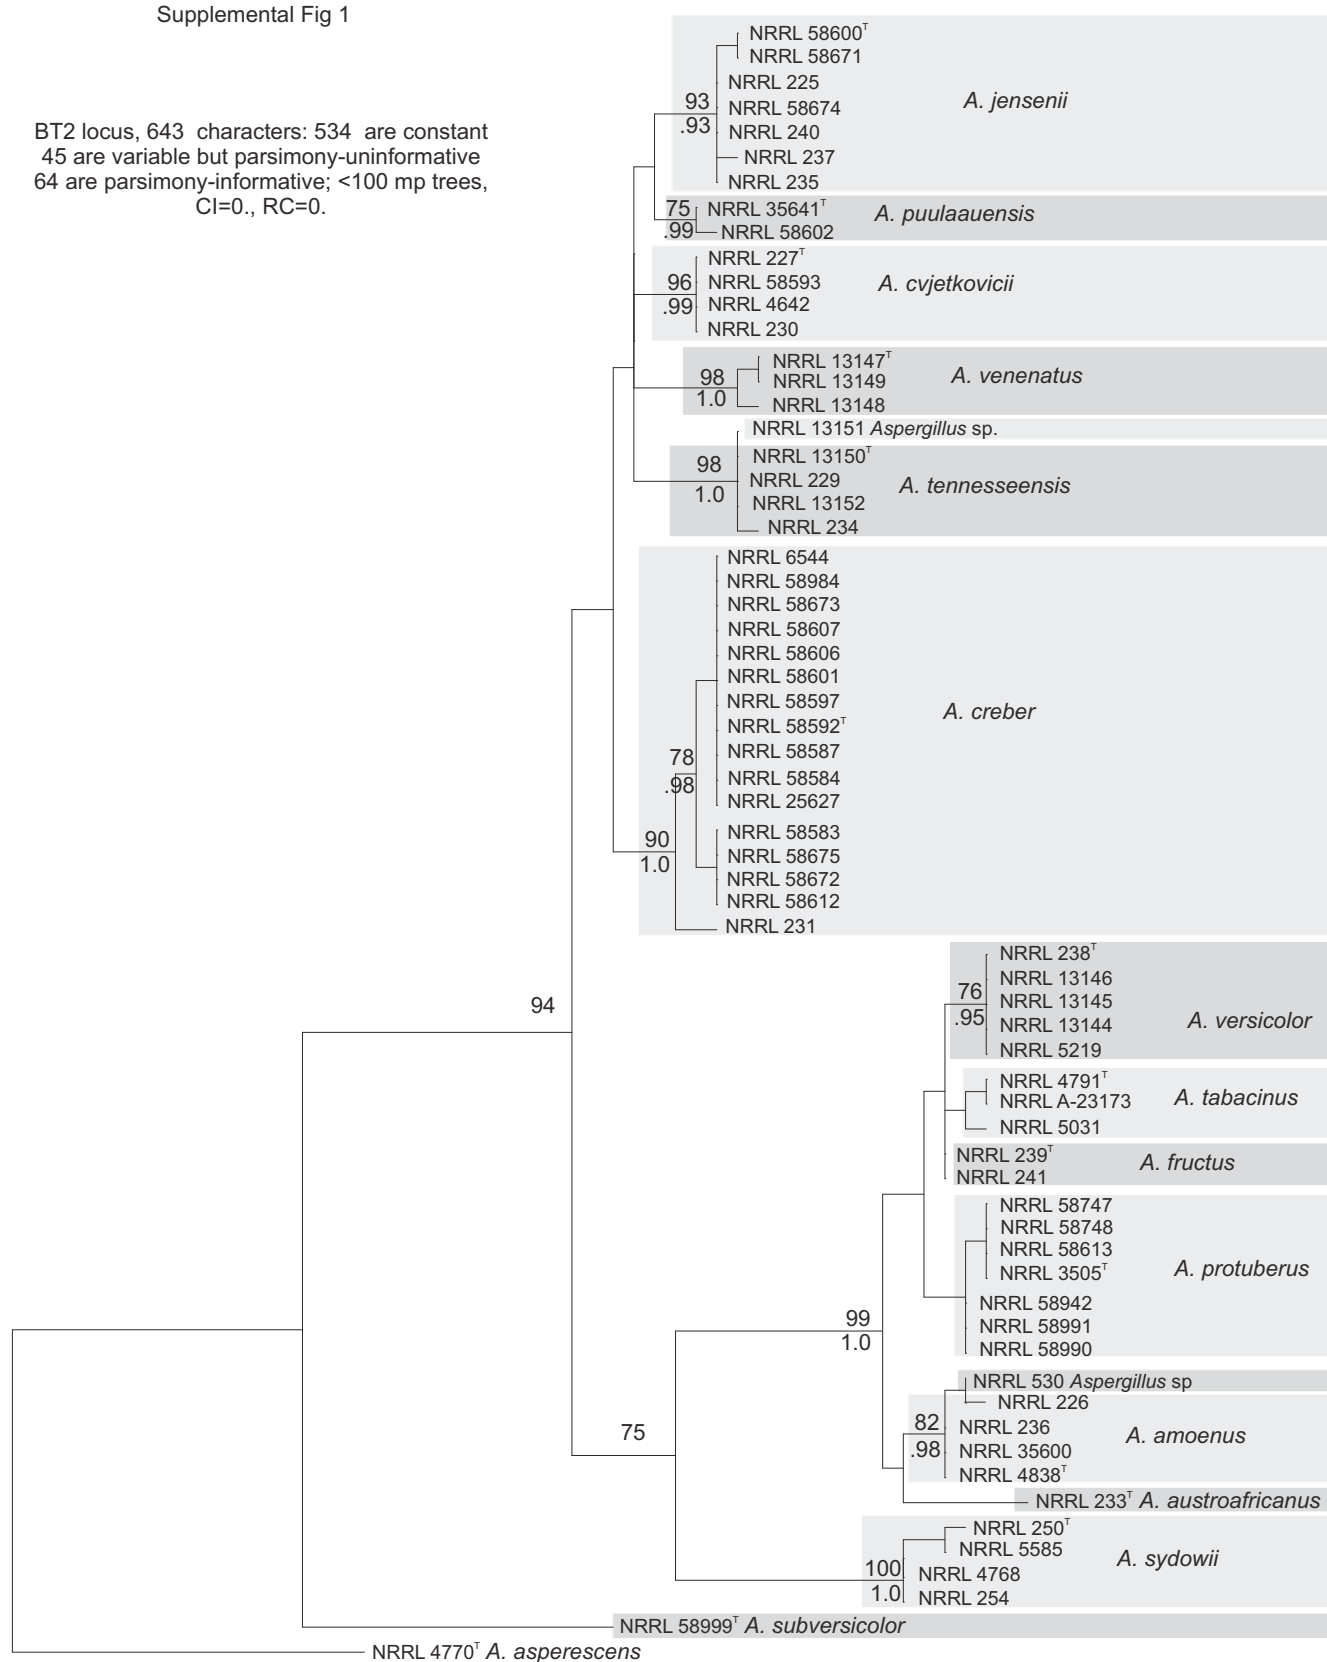 Supplemental Fig 1
BT2 locus, 643 characters: 534 are constant
45 are variable but parsimony-uninformative
64 are parsimony-informative; <100 mp trees,
CI=0., RC=0.
NRRL 58600ᵀ
NRRL 58671
NRRL 225
93
NRRL 58674
A. jensenii
.93
NRRL 240
NRRL 237
NRRL 235
75
NRRL 35641ᵀ
A. puulaauensis
.99
NRRL 58602
NRRL 227ᵀ
96
NRRL 58593
A. cvjetkovicii
.99
NRRL 4642
NRRL 230
NRRL 13147ᵀ
98
NRRL 13149
A. venenatus
1.0
NRRL 13148
NRRL 13151 Aspergillus sp.
NRRL 13150ᵀ
98
NRRL 229
A. tennesseensis
1.0
NRRL 13152
NRRL 234
NRRL 6544
NRRL 58984
NRRL 58673
NRRL 58607
NRRL 58606
NRRL 58601
NRRL 58597
A. creber
NRRL 58592ᵀ
NRRL 58587
78
.98
NRRL 58584
NRRL 25627
NRRL 58583
90
1.0
NRRL 58675
NRRL 58672
NRRL 58612
NRRL 231
94
NRRL 238ᵀ
NRRL 13146
76
NRRL 13145
.95
NRRL 13144
A. versicolor
NRRL 5219
NRRL 4791ᵀ
NRRL A-23173
A. tabacinus
NRRL 5031
NRRL 239ᵀ
A. fructus
NRRL 241
NRRL 58747
NRRL 58748
NRRL 58613
NRRL 3505ᵀ
A. protuberus
NRRL 58942
NRRL 58991
NRRL 58990
99
1.0
NRRL 530 Aspergillus sp
NRRL 226
82
NRRL 236
A. amoenus
.98
NRRL 35600
NRRL 4838ᵀ
75
NRRL 233ᵀ A. austroafricanus
NRRL 250ᵀ
NRRL 5585
A. sydowii
100
NRRL 4768
1.0
NRRL 254
NRRL 58999ᵀ A. subversicolor
NRRL 4770ᵀ A. asperescens